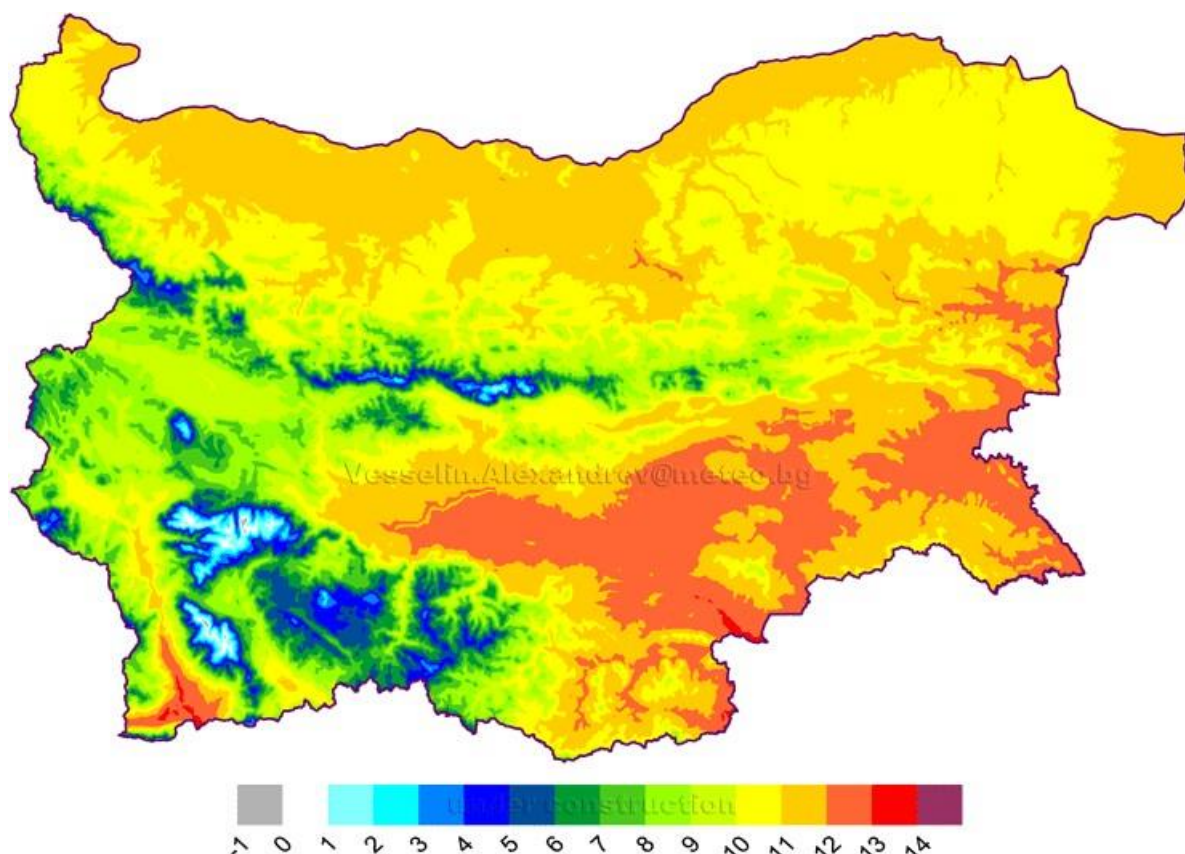 Vesselin.Alexandrov@meteo.bg
under construction
-1 0 1 2 3 4 5 6 7 8 9 10 11 12 13 14